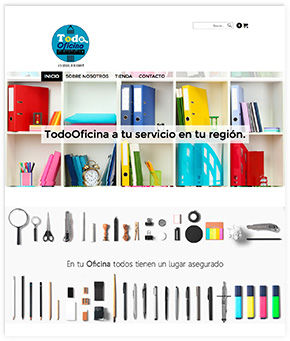 Todo
Oficina
Buscar...
INICIO SOBRE NOSOTROS TIENDA CONTACTO
TodoOficina a tu servicio en tu región.
En tu Oficina todos tienen un lugar asegurado